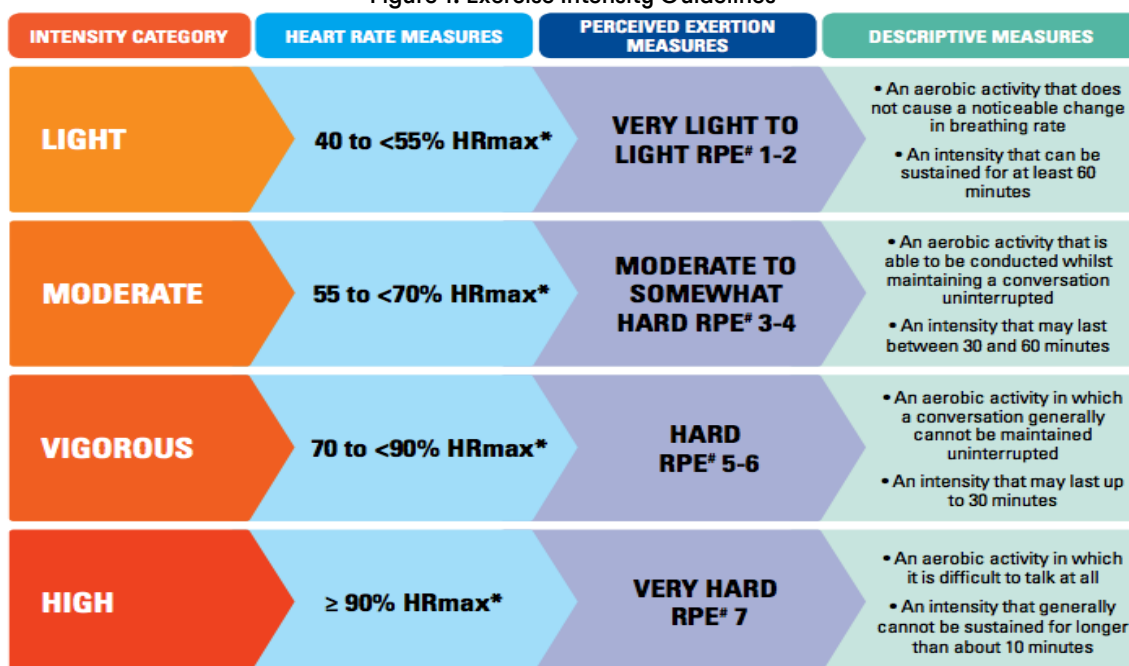 Figure 1. Exercise Intensity Guidelines
INTENSITY CATEGORY
HEART RATE MEASURES
PERCEIVED EXERTION
MEASURES
DESCRIPTIVE MEASURES
LIGHT
40 to <55% HRmax*
VERY LIGHT TO
LIGHT RPE# 1-2
• An aerobic activity that does
not cause a noticeable change
in breathing rate
• An intensity that can be
sustained for at least 60
minutes
MODERATE
55 to <70% HRmax*
MODERATE TO
SOMEWHAT
HARD RPE# 3-4
• An aerobic activity that is
able to be conducted whilst
maintaining a conversation
uninterrupted
• An intensity that may last
between 30 and 60 minutes
VIGOROUS
70 to <90% HRmax*
HARD
RPE# 5-6
• An aerobic activity in which
a conversation generally
cannot be maintained
uninterrupted
• An intensity that may last up
to 30 minutes
HIGH
≥ 90% HRmax*
VERY HARD
RPE# 7
• An aerobic activity in which
it is difficult to talk at all
• An intensity that generally
cannot be sustained for longer
than about 10 minutes